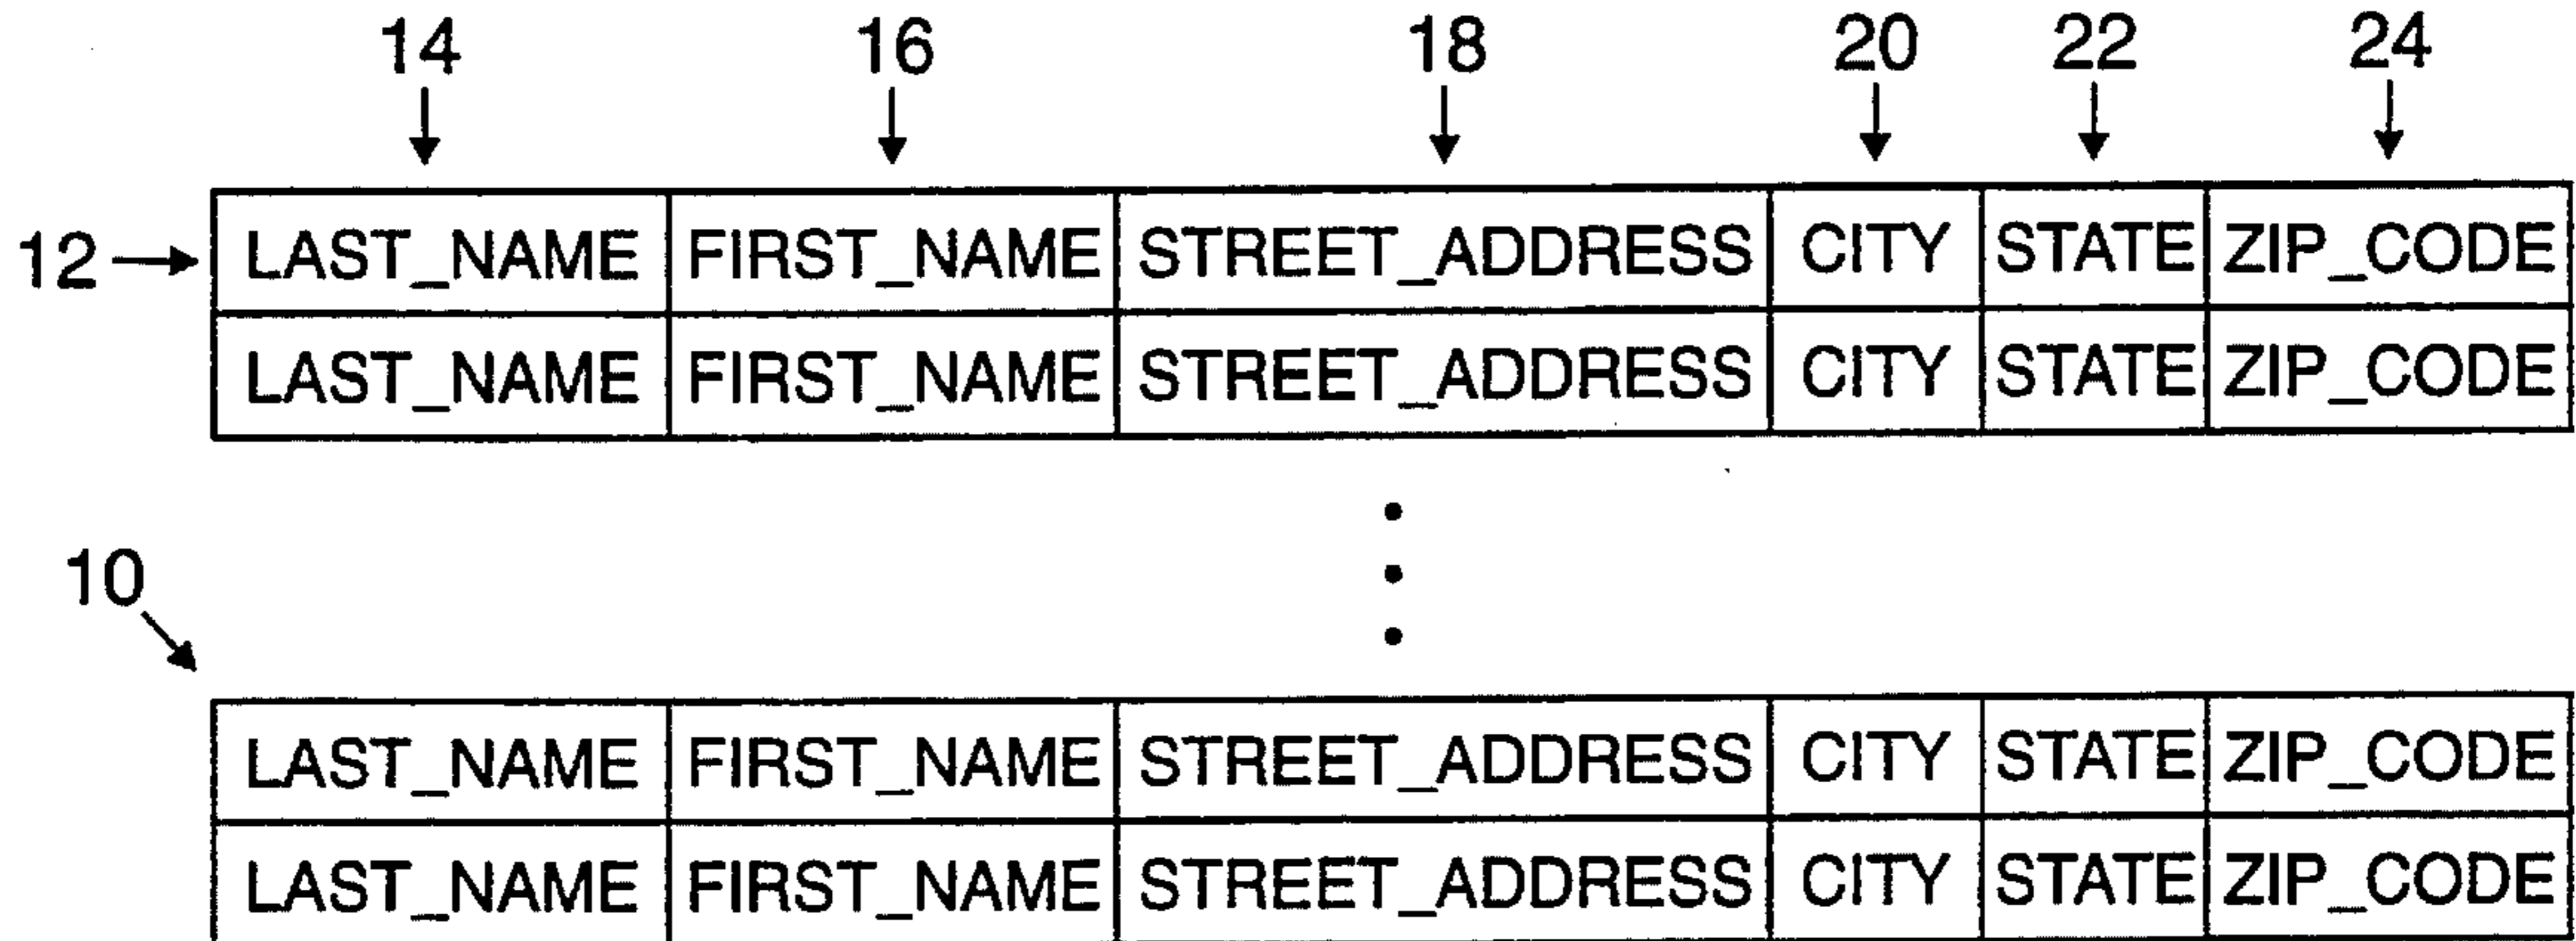 14 16 18 20 22 24
12 LAST_NAME FIRST_NAME STREET_ADDRESS CITY STATE ZIP_CODE
LAST_NAME FIRST_NAME STREET_ADDRESS CITY STATE ZIP_CODE
10
LAST_NAME FIRST_NAME STREET_ADDRESS CITY STATE ZIP_CODE
LAST_NAME FIRST_NAME STREET_ADDRESS CITY STATE ZIP_CODE